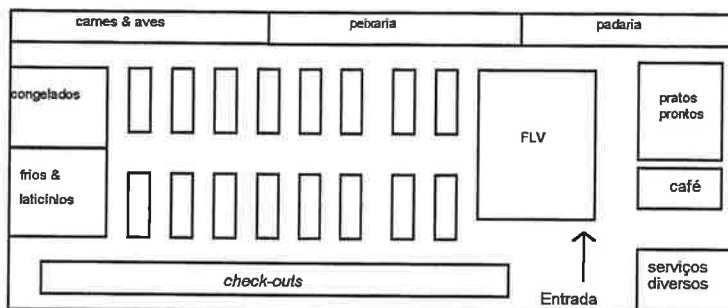 carnes & aves
peixaria
padaria
congelados
pratos
prontos
FLV
frios &
laticínios
café
check-outs
Entrada
serviços
diversos